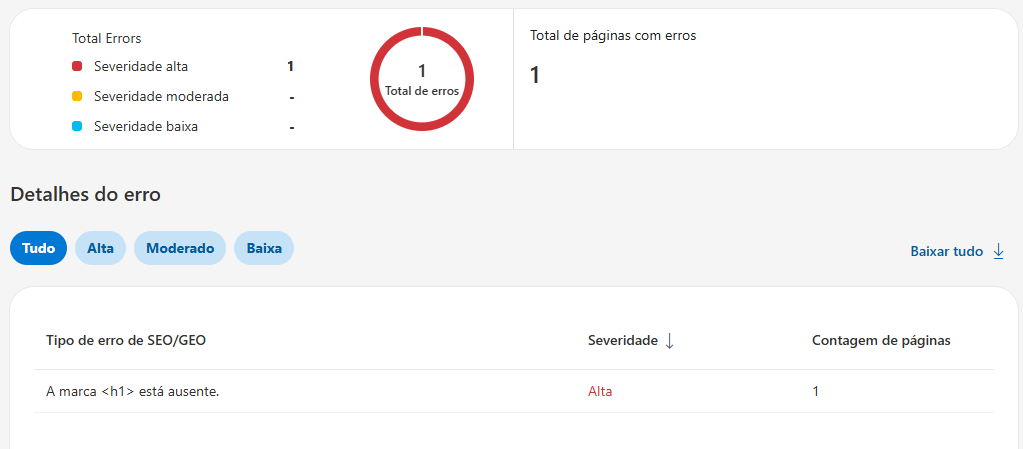 Total Errors
Severidade alta 1
Severidade moderada -
Severidade baixa -
1
Total de erros
Total de páginas com erros
1
Detalhes do erro
Tudo Alta Moderado Baixa
Baixar tudo
Tipo de erro de SEO/GEO Severidade Contagem de páginas
A marca <h1> está ausente. Alta 1